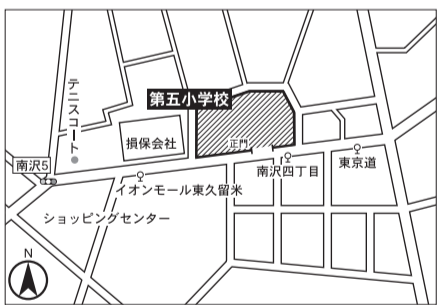 テニスコート
第五小学校
正門
損保会社
南沢5
イオンモール東久留米
南沢四丁目
東京道
ショッピングセンター
N